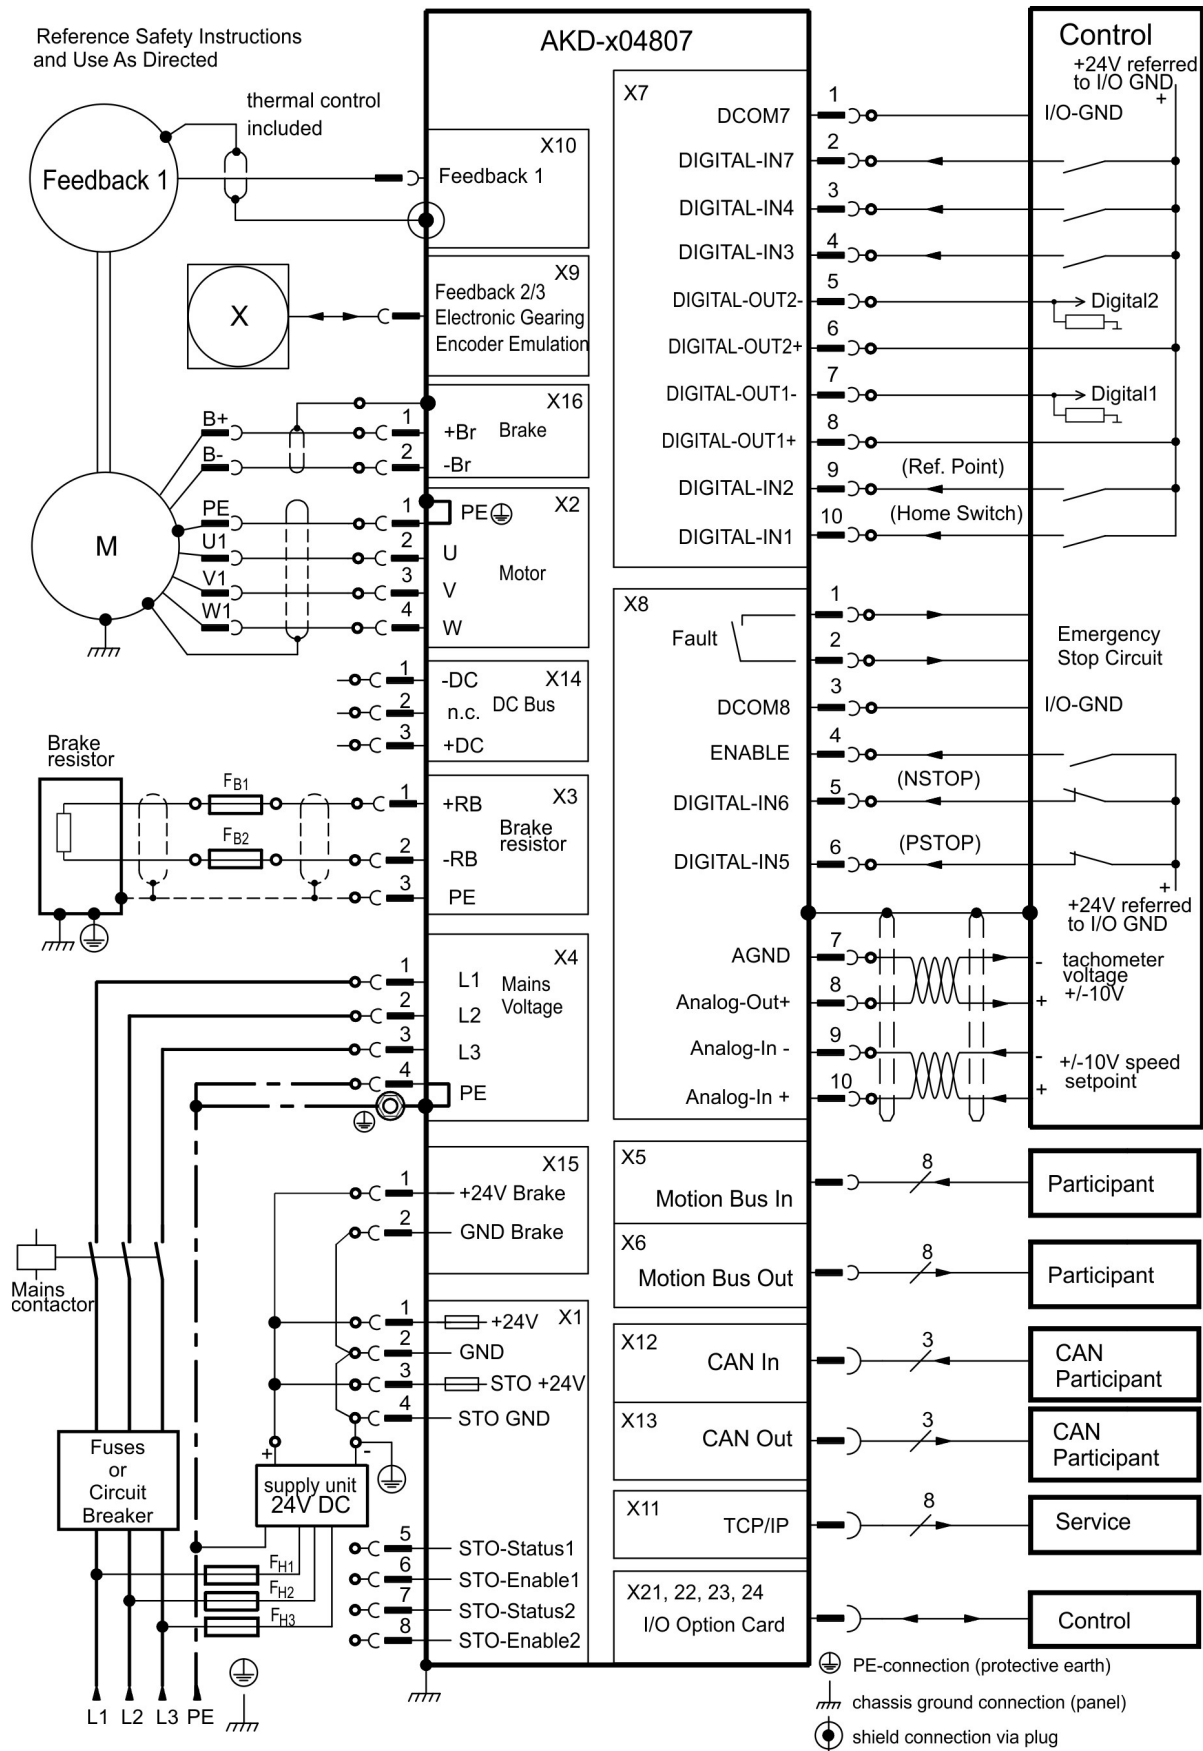 Reference Safety Instructions
and Use As Directed
thermal control
included
Feedback 1
X10
Feedback 1
X
X9
Feedback 2/3
Electronic Gearing
Encoder Emulation
X16
B+
1
+Br
Brake
B-
2
-Br
M
X2
PE
1
PE
U1
2
U
Motor
V1
3
V
W1
4
W
X14
1
-DC
DC Bus
2
n.c.
3
+DC
Brake
resistor
X3
FB1
1
+RB
Brake
resistor
FB2
2
-RB
3
PE
X4
1
L1
Mains
Voltage
2
L2
3
L3
4
PE
X15
1
+24V Brake
2
GND Brake
Mains
contactor
X1
1
+24V
2
GND
3
STO +24V
4
STO GND
+
-
Fuses
or
Circuit
Breaker
supply unit
24V DC
5
STO-Status1
FH1
6
STO-Enable1
FH2
7
STO-Status2
FH3
8
STO-Enable2
L1
L2
L3
PE
AKD-x04807
X7
DCOM7
1
DIGITAL-IN7
2
DIGITAL-IN4
3
DIGITAL-IN3
4
DIGITAL-OUT2-
5
DIGITAL-OUT2+
6
DIGITAL-OUT1-
7
DIGITAL-OUT1+
8
DIGITAL-IN2
9
(Ref. Point)
DIGITAL-IN1
10
(Home Switch)
X8
Fault
1
2
DCOM8
3
ENABLE
4
DIGITAL-IN6
5
(NSTOP)
DIGITAL-IN5
6
(PSTOP)
AGND
7
Analog-Out+
8
Analog-In -
9
Analog-In +
10
Control
+24V referred
to I/O GND
+
I/O-GND
Digital2
Digital1
Emergency
Stop Circuit
I/O-GND
+
+24V referred
to I/O GND
-
tachometer
voltage
+/-10V
+
-
+/-10V speed
setpoint
+
X5
Motion Bus In
8
Participant
X6
Motion Bus Out
8
Participant
X12
CAN In
3
CAN
Participant
X13
CAN Out
3
CAN
Participant
X11
TCP/IP
8
Service
X21, 22, 23, 24
I/O Option Card
Control
PE-connection (protective earth)
chassis ground connection (panel)
shield connection via plug